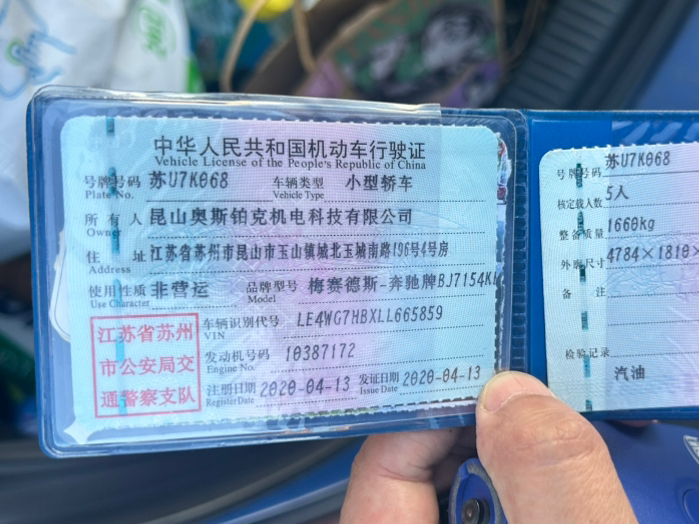 中华人民共和国机动车行驶证
Vehicle License of the People's Republic of China
号牌号码 苏U7K068 车辆类型 小型轿车
Plate No. Vehicle Type
所有人 昆山奥斯铂克机电科技有限公司
Owner
住址 江苏省苏州市昆山市玉山镇城北玉城南路196号4号房
Address
使用性质 非营运 品牌型号 梅赛德斯-奔驰牌BJ7154K
Use Character Model
江苏省苏州
市公安局交
通警察支队
车辆识别代号 LE4WG7HBXLL665859
VIN
发动机号码 10387172
Engine No.
注册日期 2020-04-13 发证日期 2020-04-13
Register Date Issue Date
号牌号码 苏U7K068
核定载人数 5人
整备质量 1660kg
外廓尺寸 4784×1810×
备注
检验记录
汽油